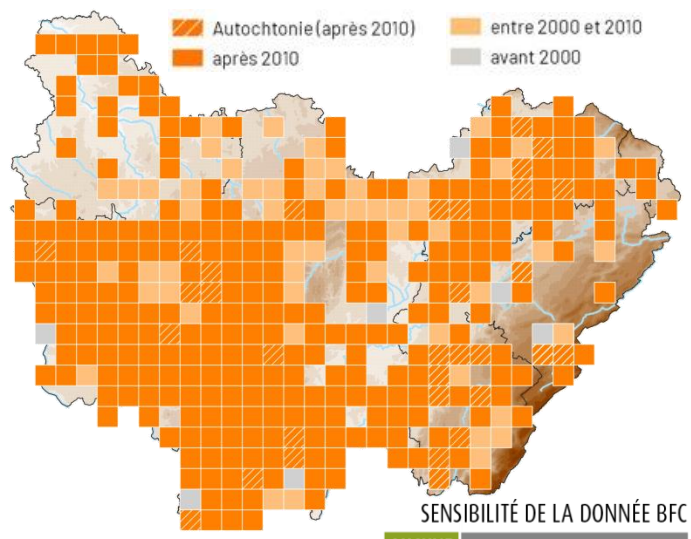 Autochtonie (après 2010)
après 2010
entre 2000 et 2010
avant 2000
SENSIBILITÉ DE LA DONNÉE BFC